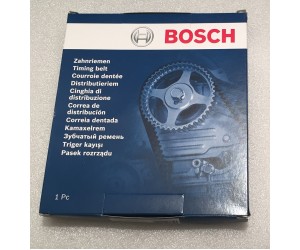 BOSCH
Zahnriemen
Timing belt
Courroie dentée
Distributieriem
Cinghia di
distribuzione
Correa de
distribución
Correia dentada
Kamaxelrem
Зубчатый ремень
Triger kayışı
Pasek rozrządu
1 Pc